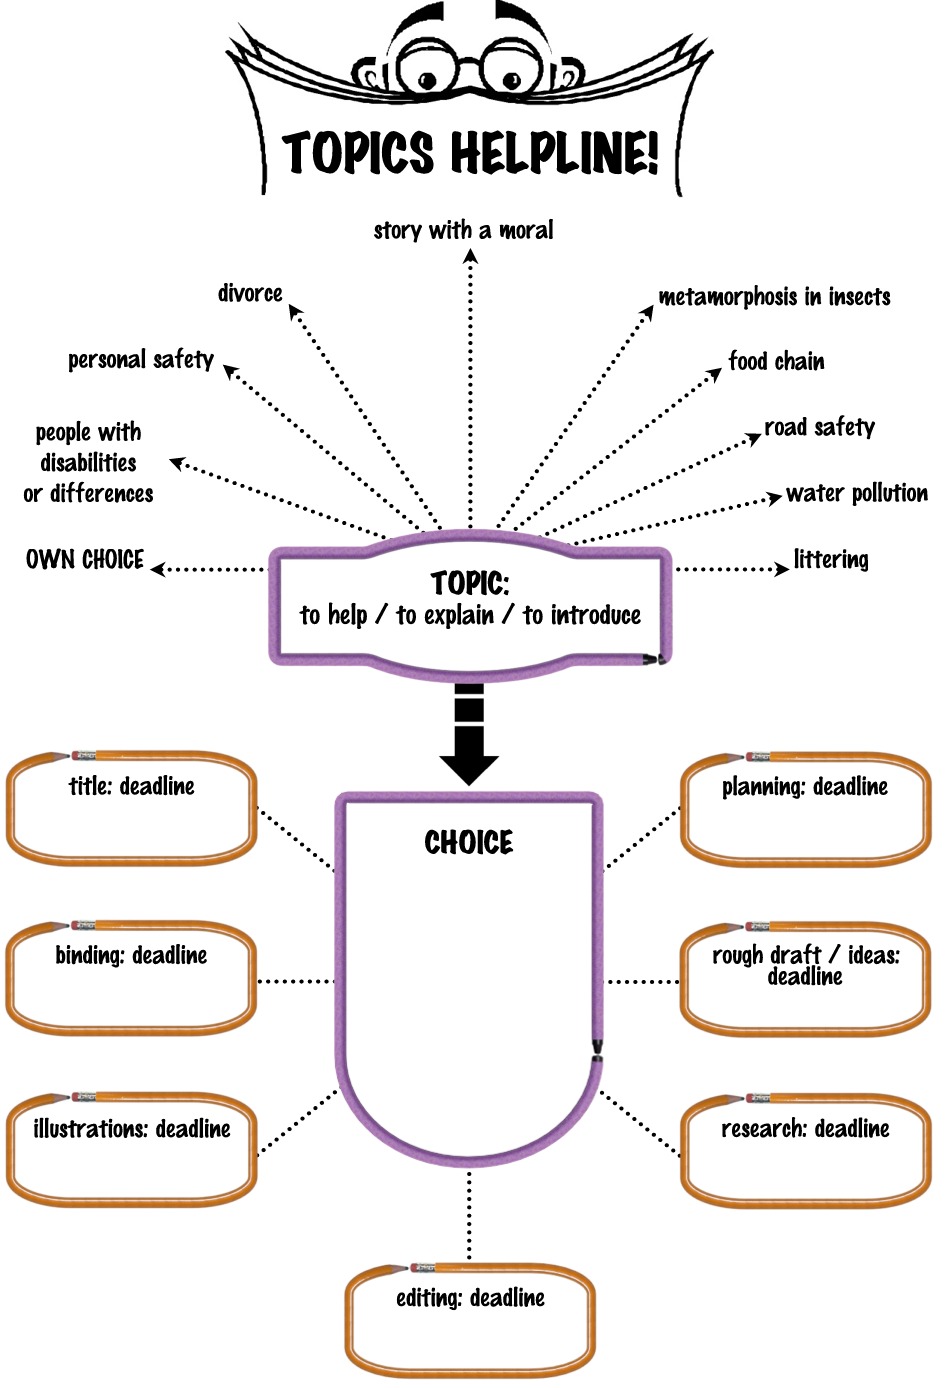 TOPICS HELPLINE!
story with a moral
divorce
metamorphosis in insects
personal safety
food chain
people with
disabilities
or differences
road safety
water pollution
OWN CHOICE
littering
TOPIC:
to help / to explain / to introduce
title: deadline
planning: deadline
CHOICE
binding: deadline
rough draft / ideas:
deadline
illustrations: deadline
research: deadline
editing: deadline